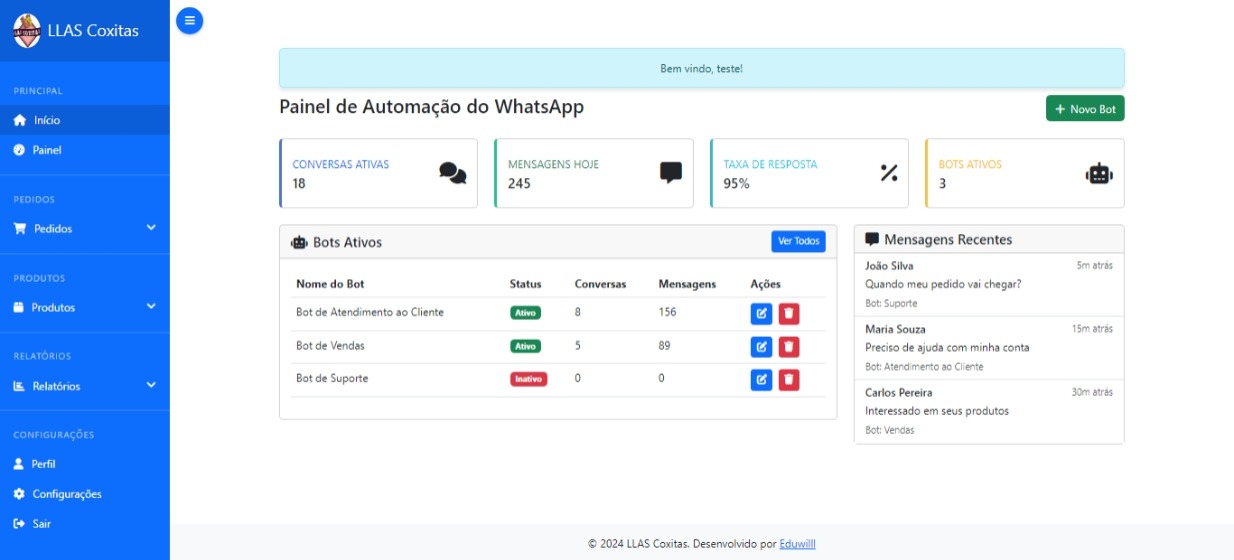 LLAS Coxitas
PRINCIPAL
Início
Painel
PEDIDOS
Pedidos
PRODUTOS
Produtos
RELATÓRIOS
Relatórios
CONFIGURAÇÕES
Perfil
Configurações
Sair
Bem vindo, teste!
Painel de Automação do WhatsApp
Novo Bot
CONVERSAS ATIVAS
18
MENSAGENS HOJE
245
TAXA DE RESPOSTA
95%
BOTS ATIVOS
3
Bots Ativos
Ver Todos
Nome do Bot Status Conversas Mensagens Ações
Bot de Atendimento ao Cliente Ativo 8 156
Bot de Vendas Ativo 5 89
Bot de Suporte Inativo 0 0
Mensagens Recentes
João Silva 5m atrás
Quando meu pedido vai chegar?
Bot: Suporte
Maria Souza 15m atrás
Preciso de ajuda com minha conta
Bot: Atendimento ao Cliente
Carlos Pereira 30m atrás
Interessado em seus produtos
Bot: Vendas
© 2024 LLAS Coxitas. Desenvolvido por Eduwilll